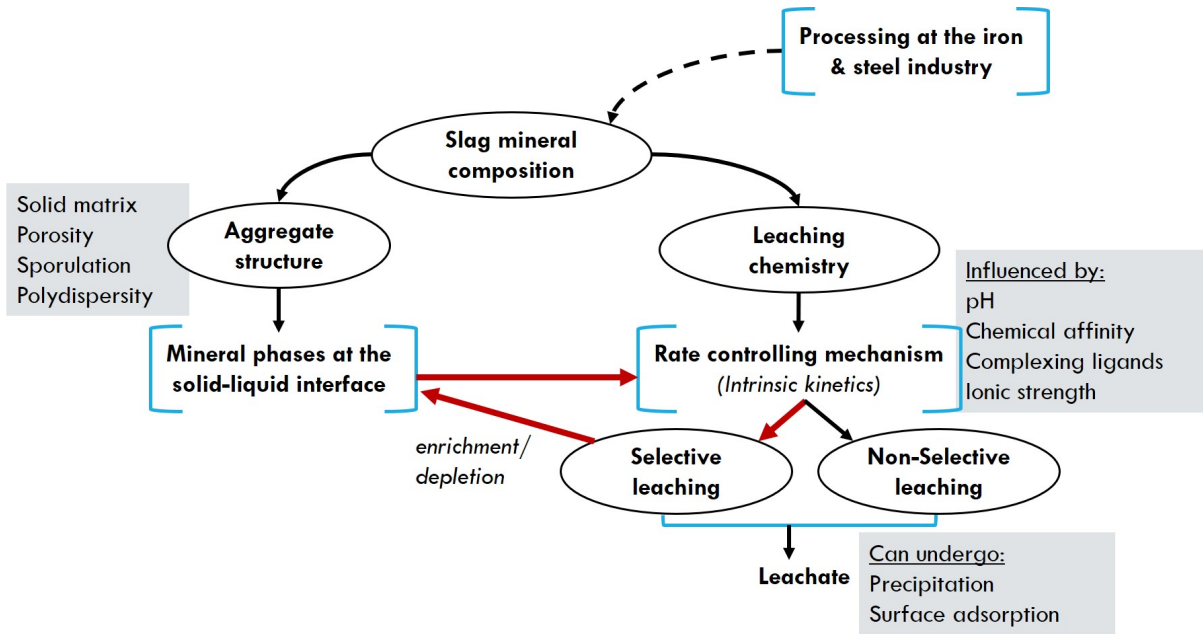 Processing at the iron
& steel industry
Slag mineral
composition
Solid matrix
Porosity
Sporulation
Polydispersity
Aggregate
structure
Leaching
chemistry
Influenced by:
pH
Chemical affinity
Complexing ligands
Ionic strength
Mineral phases at the
solid-liquid interface
Rate controlling mechanism
(Intrinsic kinetics)
enrichment/
depletion
Selective
leaching
Non-Selective
leaching
Leachate
Can undergo:
Precipitation
Surface adsorption